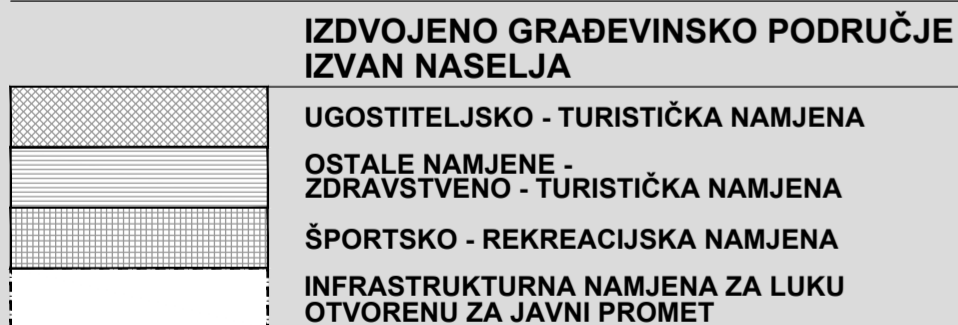 IZDVOJENO GRAĐEVINSKO PODRUČJE
IZVAN NASELJA
UGOSTITELJSKO - TURISTIČKA NAMJENA
OSTALE NAMJENE -
ZDRAVSTVENO - TURISTIČKA NAMJENA
ŠPORTSKO - REKREACIJSKA NAMJENA
INFRASTRUKTURNA NAMJENA ZA LUKU
OTVORENU ZA JAVNI PROMET